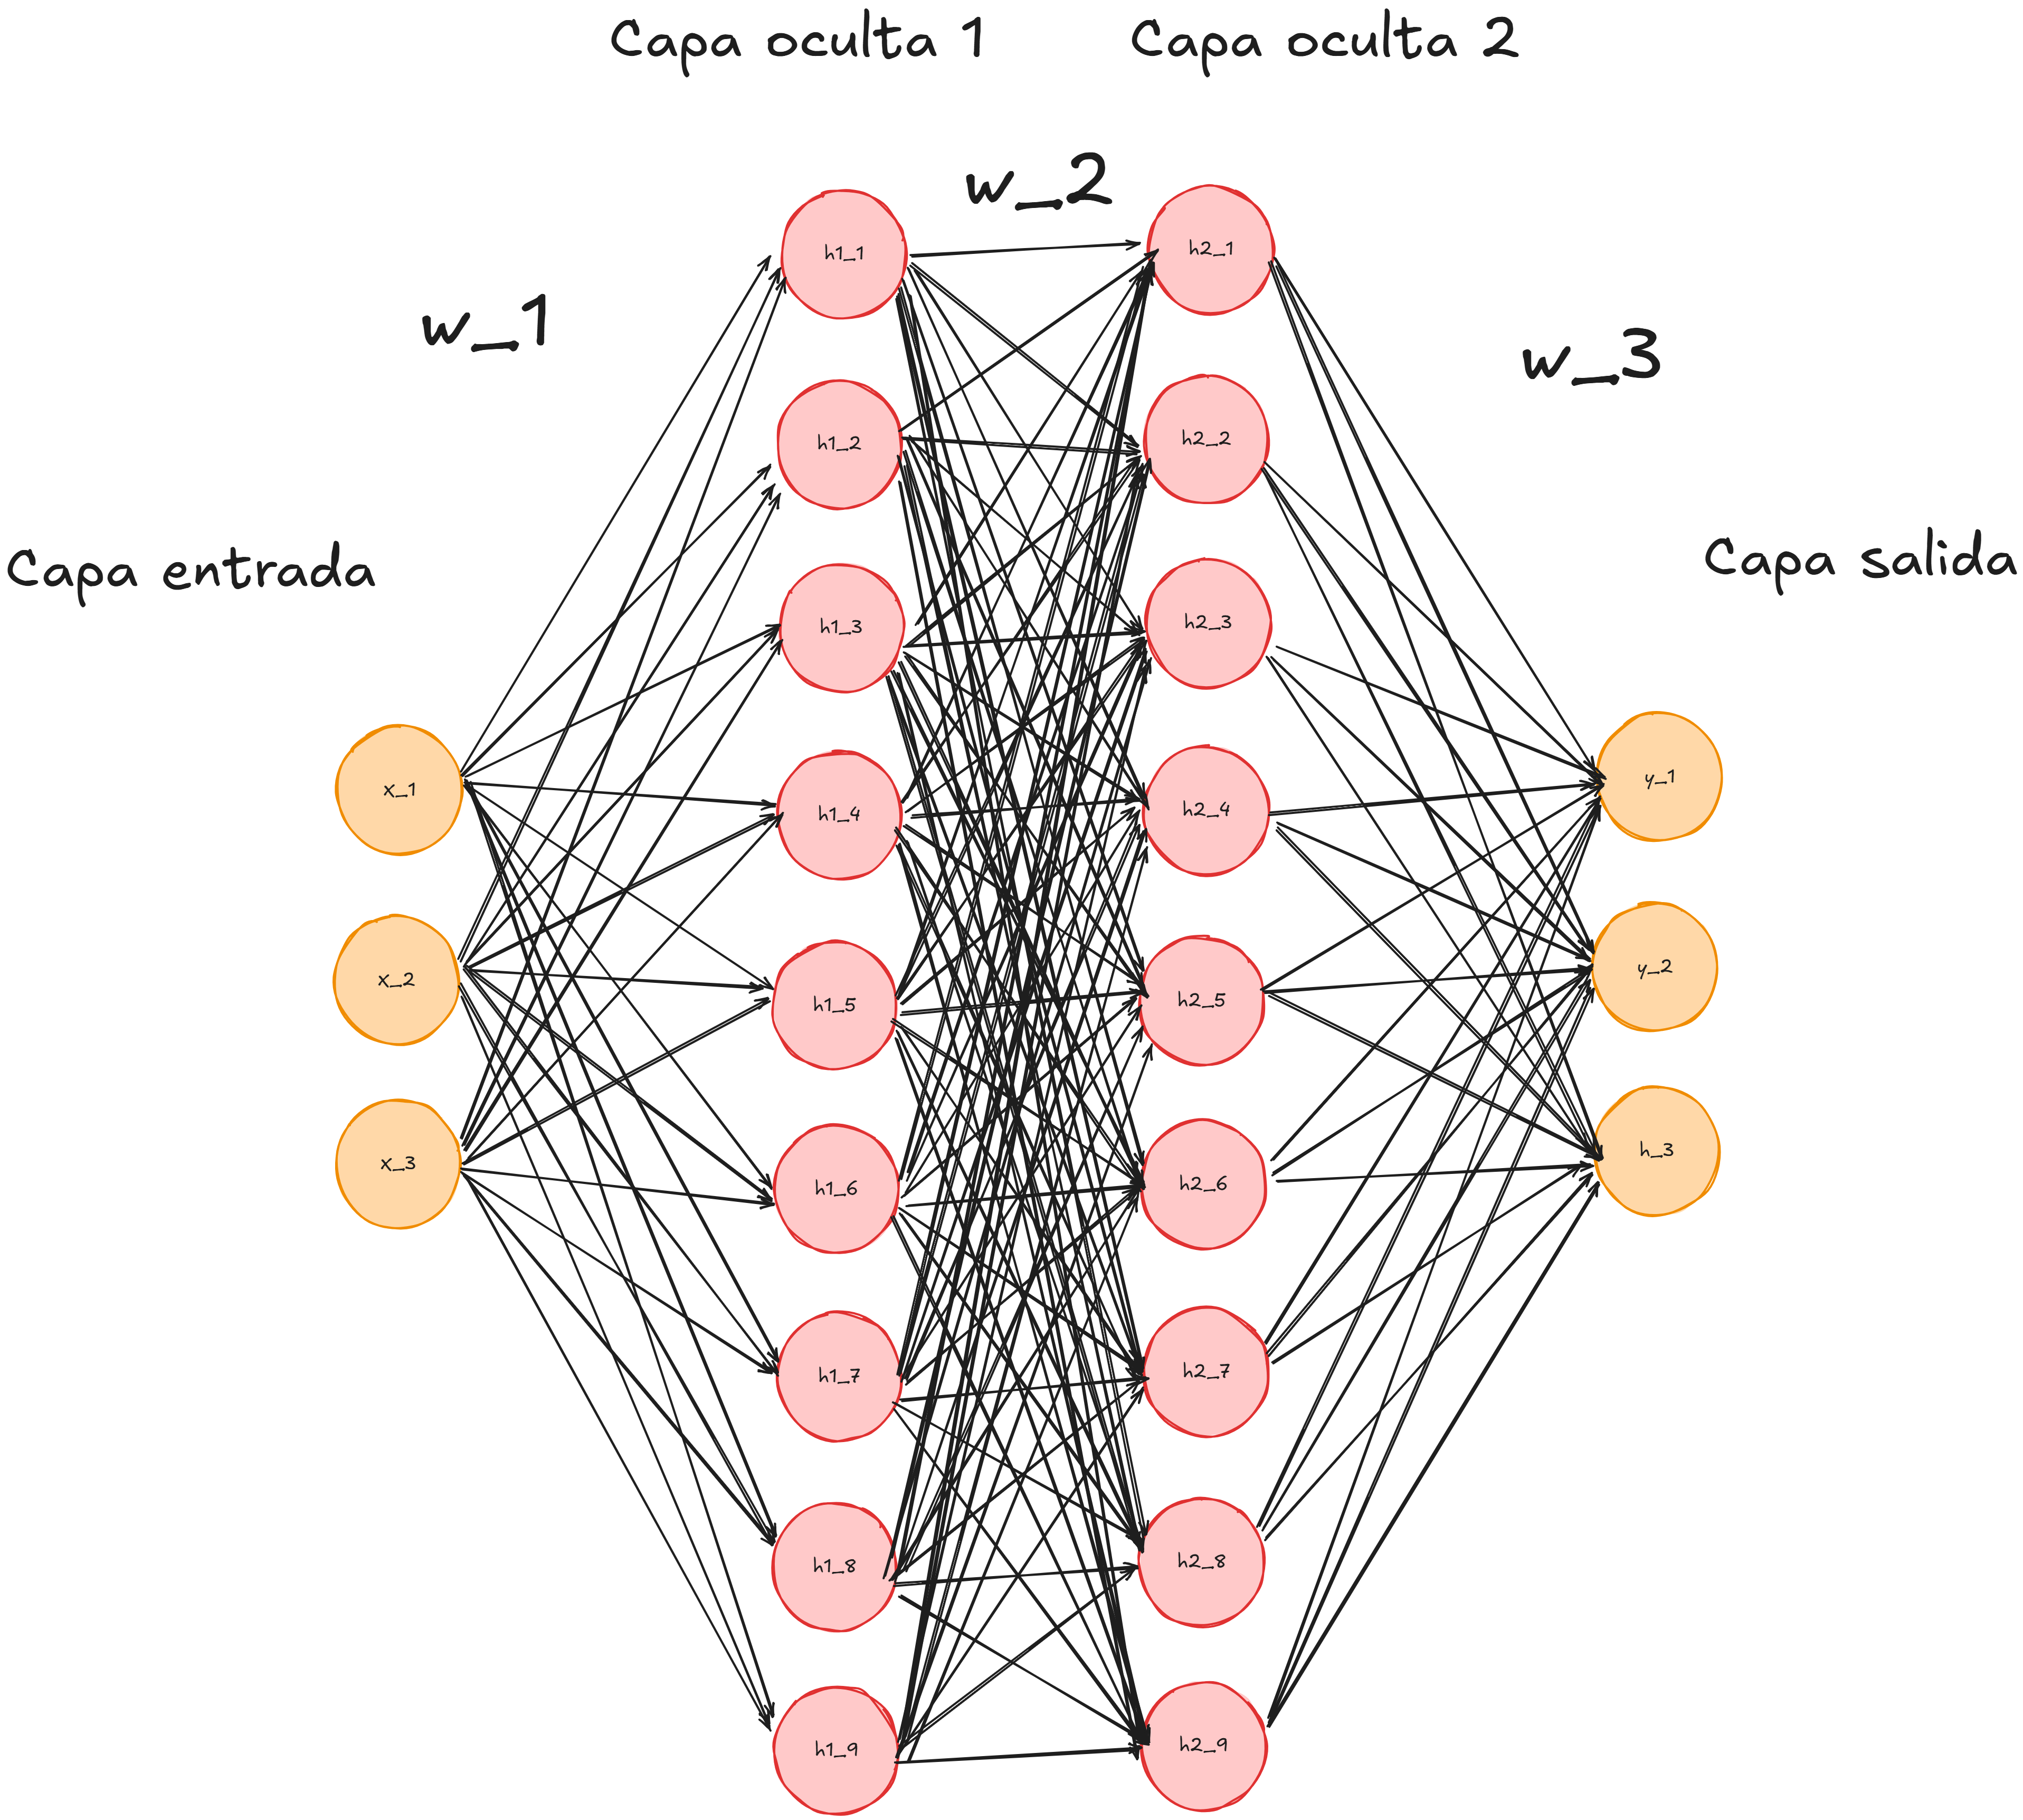 Capa oculta 1
Capa oculta 2
w_1
w_2
w_3
Capa entrada
Capa salida
x_1
x_2
x_3
h1_1
h1_2
h1_3
h1_4
h1_5
h1_6
h1_7
h1_8
h1_9
h2_1
h2_2
h2_3
h2_4
h2_5
h2_6
h2_7
h2_8
h2_9
y_1
y_2
h_3